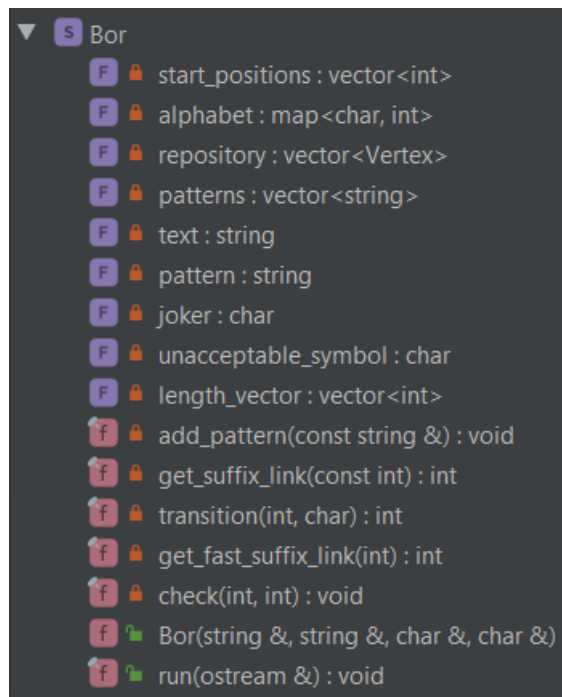 S Bor
F start_positions : vector<int>
F alphabet : map<char, int>
F repository : vector<Vertex>
F patterns : vector<string>
F text : string
F pattern : string
F joker : char
F unacceptable_symbol : char
F length_vector : vector<int>
f add_pattern(const string &) : void
f get_suffix_link(const int) : int
f transition(int, char) : int
f get_fast_suffix_link(int) : int
f check(int, int) : void
f Bor(string &, string &, char &, char &)
f run(ostream &) : void